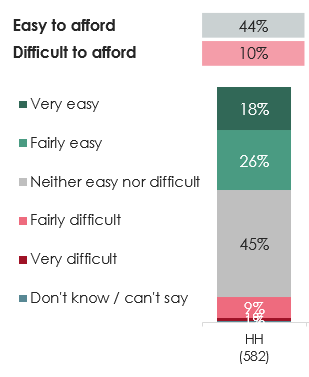 Easy to afford 44%
Difficult to afford 10%
Very easy 18%
Fairly easy 26%
Neither easy nor difficult 45%
Fairly difficult 9%
Very difficult
Don't know / can't say
HH
(582)